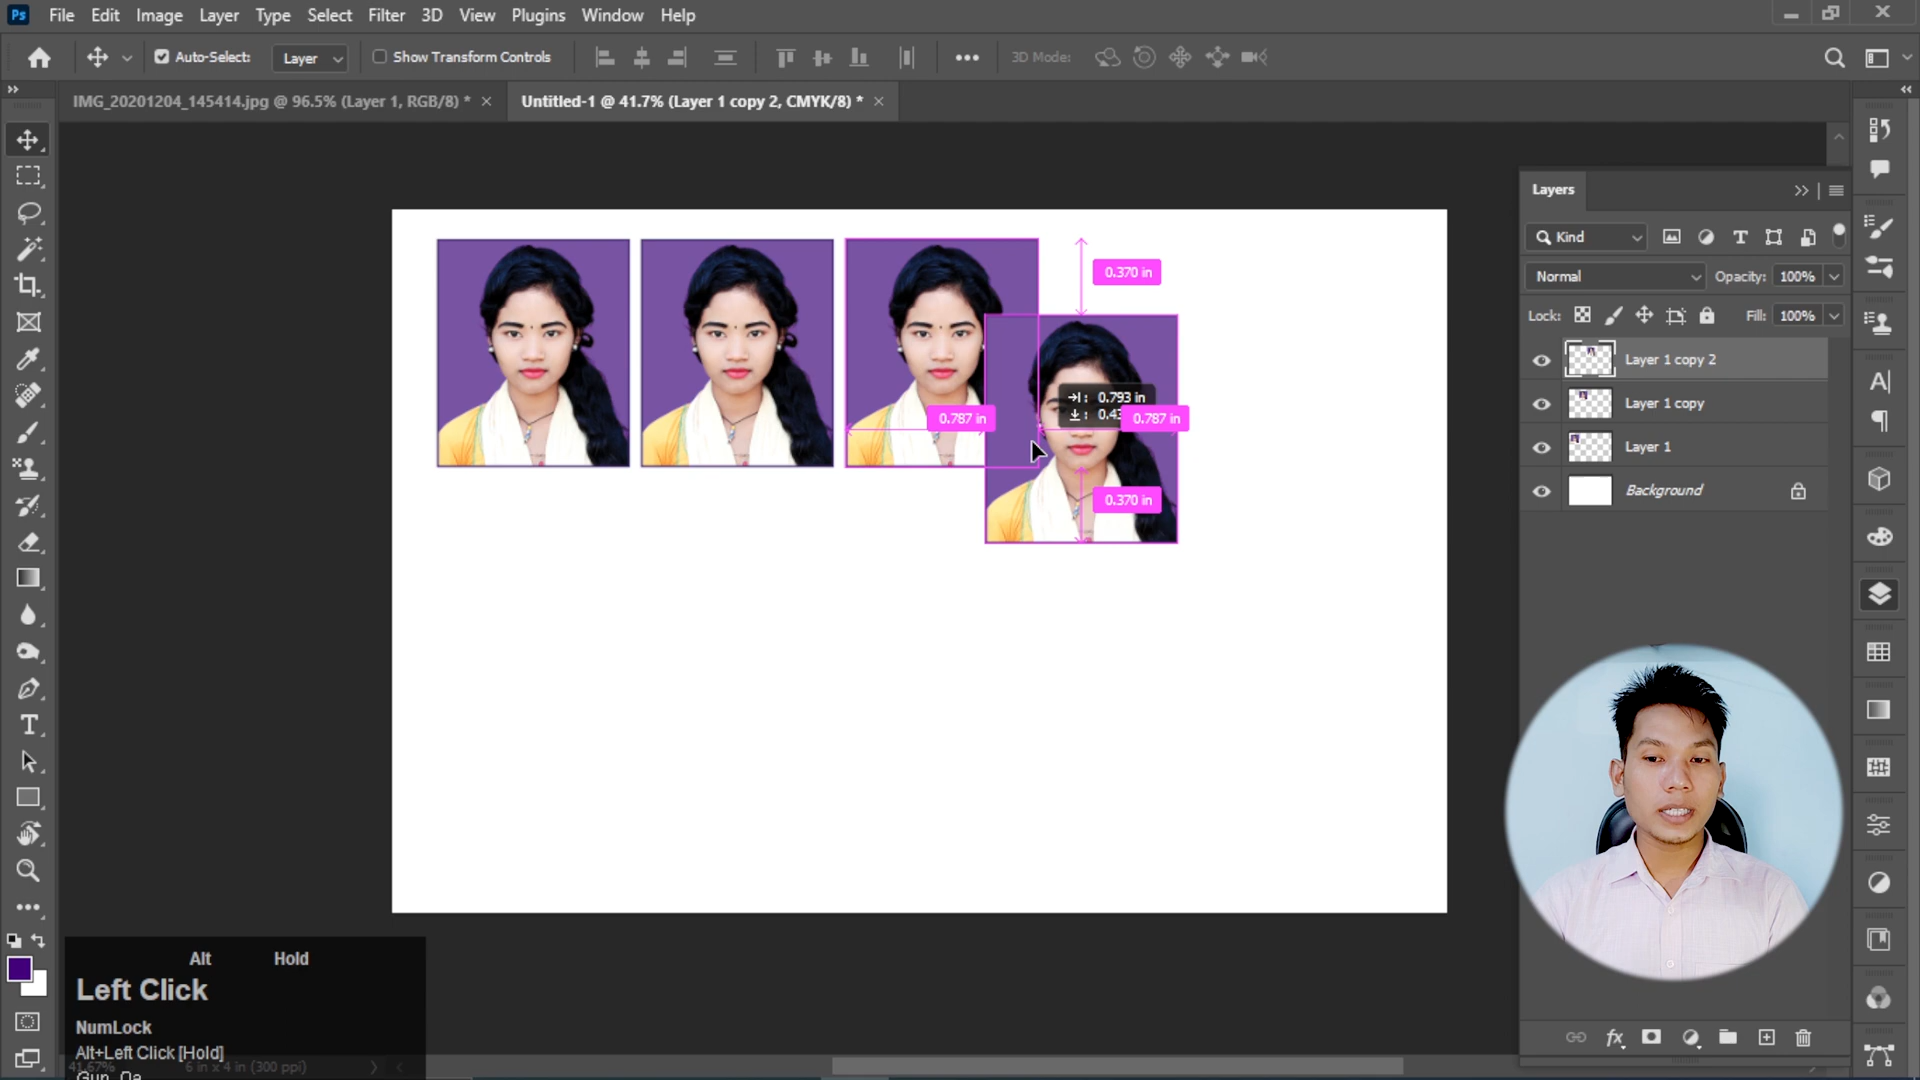 Ps File Edit Image Layer Type Select Filter 3D View Plugins Window Help
Auto-Select: Layer Show Transform Controls 3D Mode:
IMG_20201204_145414.jpg @ 96.5% (Layer 1, RGB/8) * × Untitled-1 @ 41.7% (Layer 1 copy 2, CMYK/8) * ×
Layers
Kind
Normal Opacity: 100%
Lock: Fill: 100%
Layer 1 copy 2
Layer 1 copy
Layer 1
Background
0.370 in
0.793 in
0.787 in
0.787 in
0.370 in
Alt Hold
Left Click
NumLock
Alt+Left Click [Hold]
41.67% 6 in x 4 in (300 ppi)